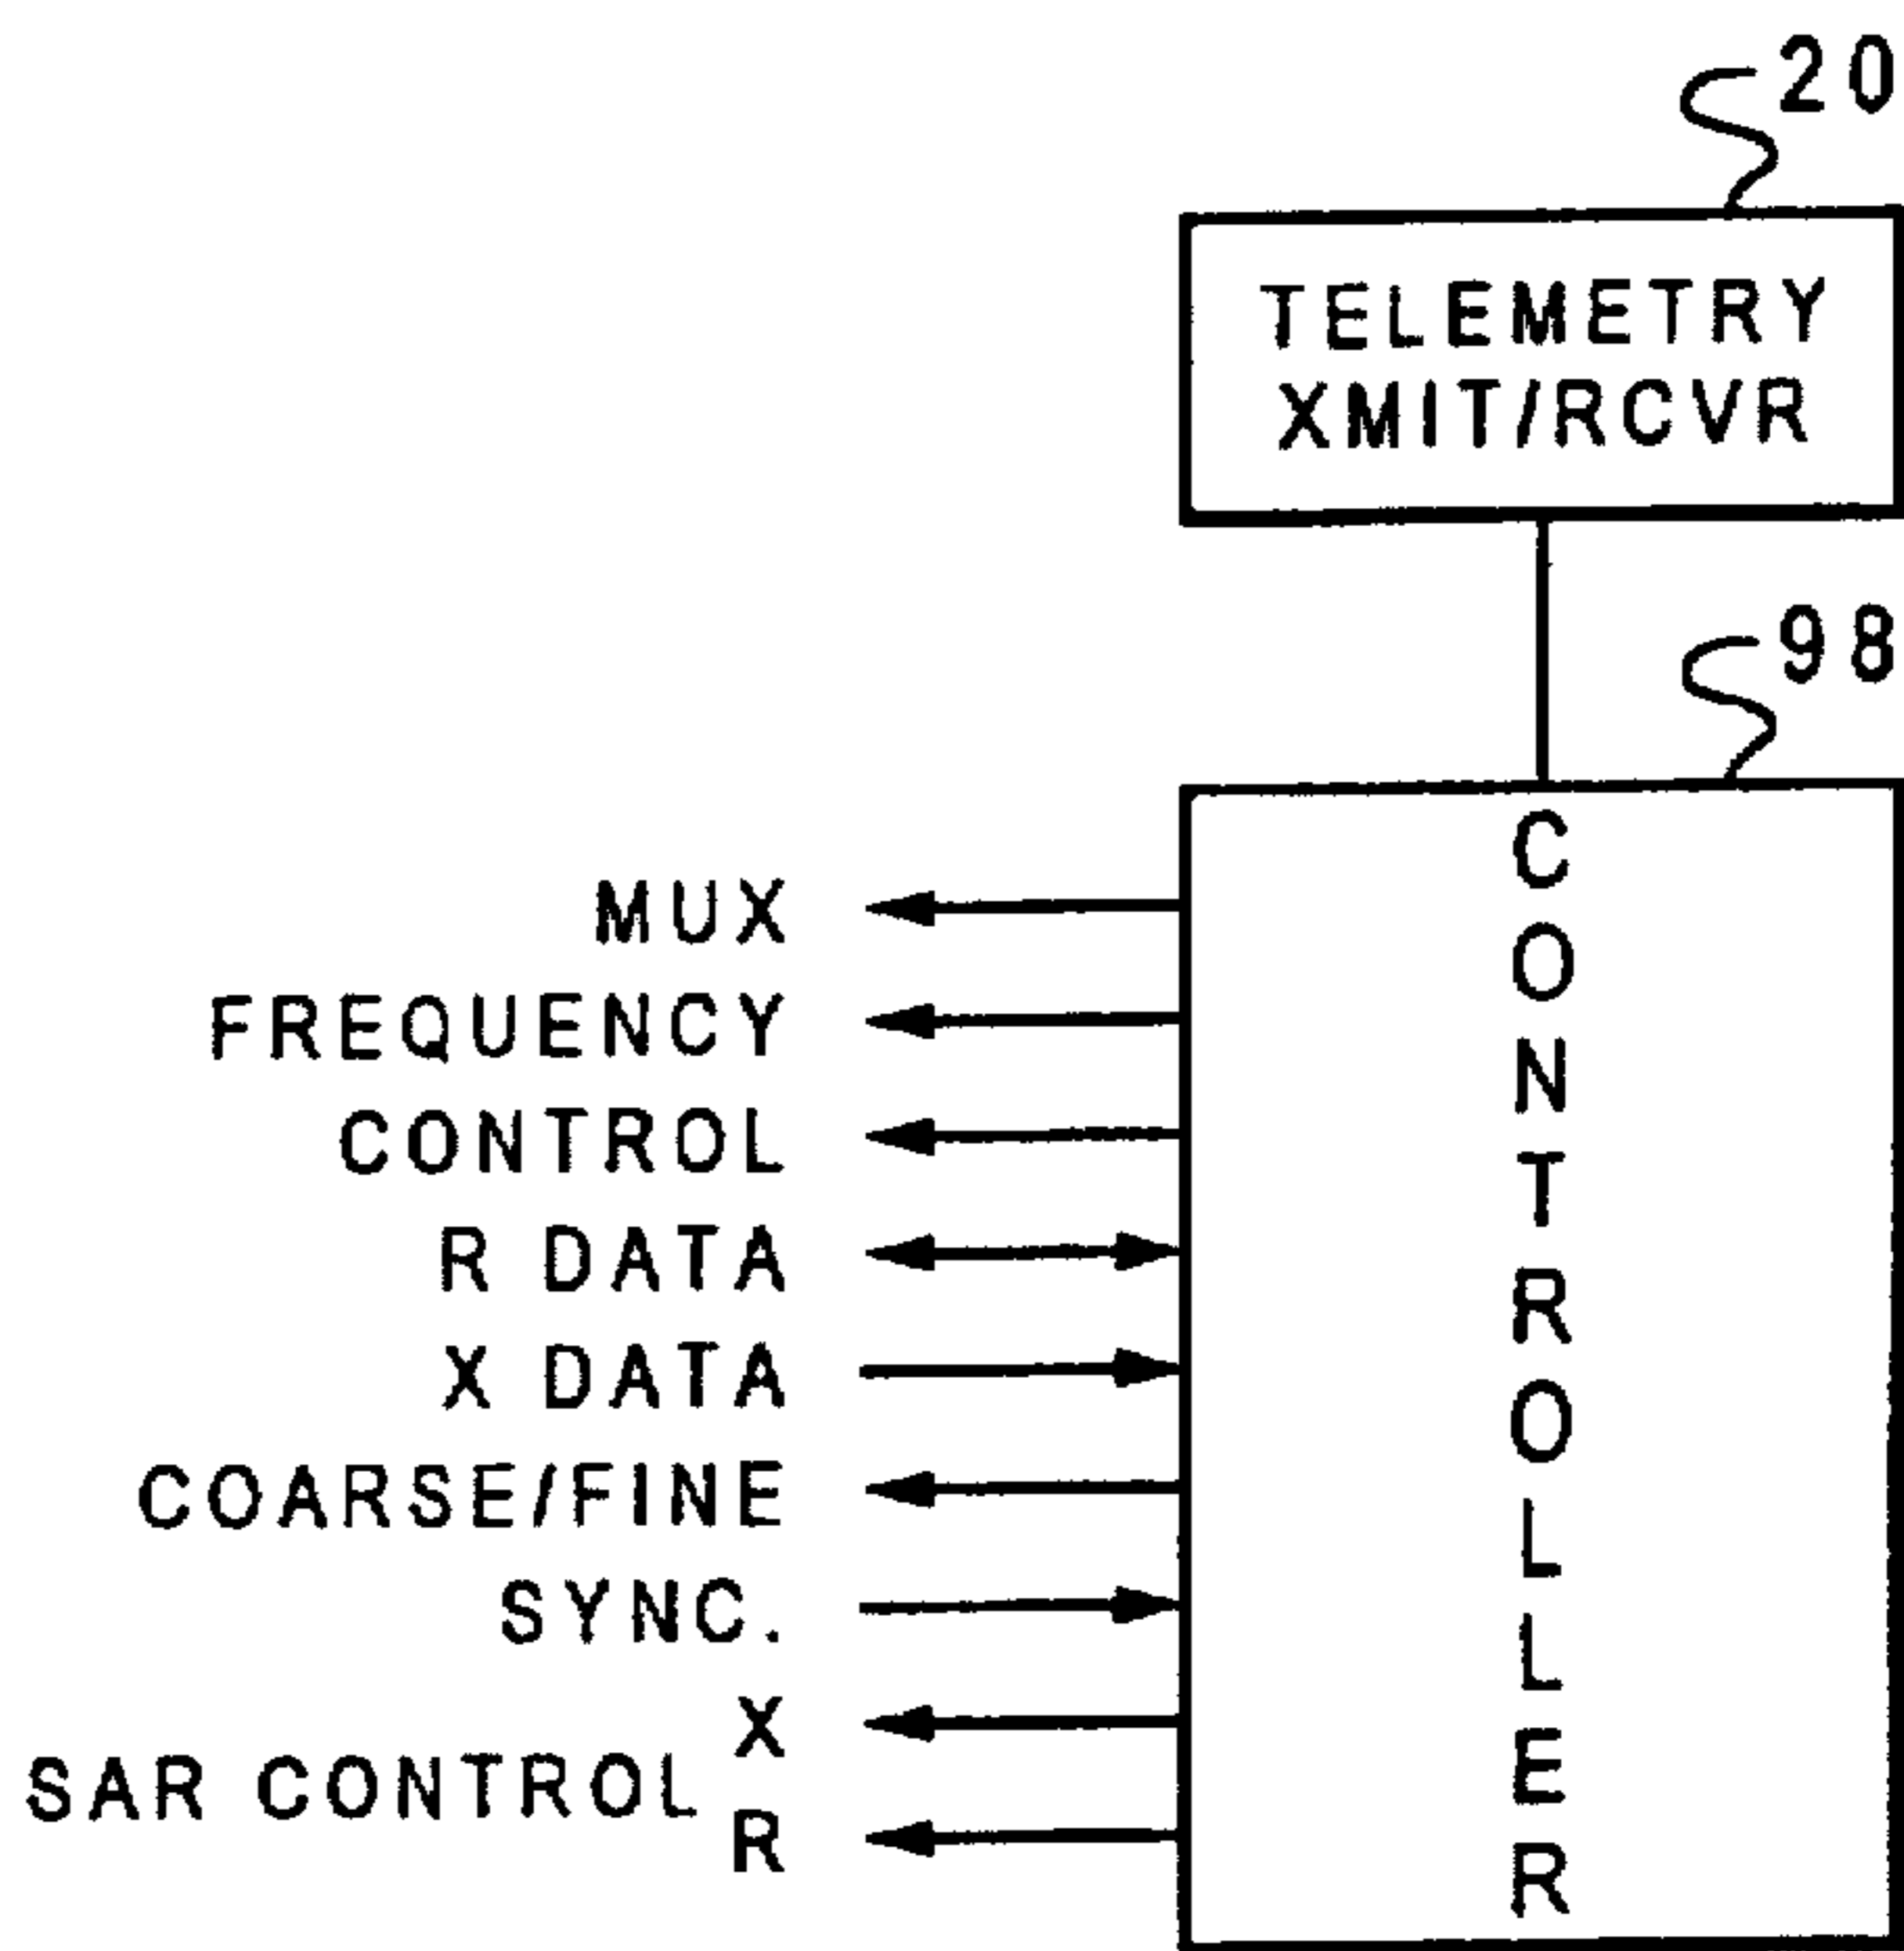 20
TELEMETRY
XMIT/RCVR
98
CONTROLLER
MUX
FREQUENCY
CONTROL
R DATA
X DATA
COARSE/FINE
SYNC.
X
SAR CONTROL
R